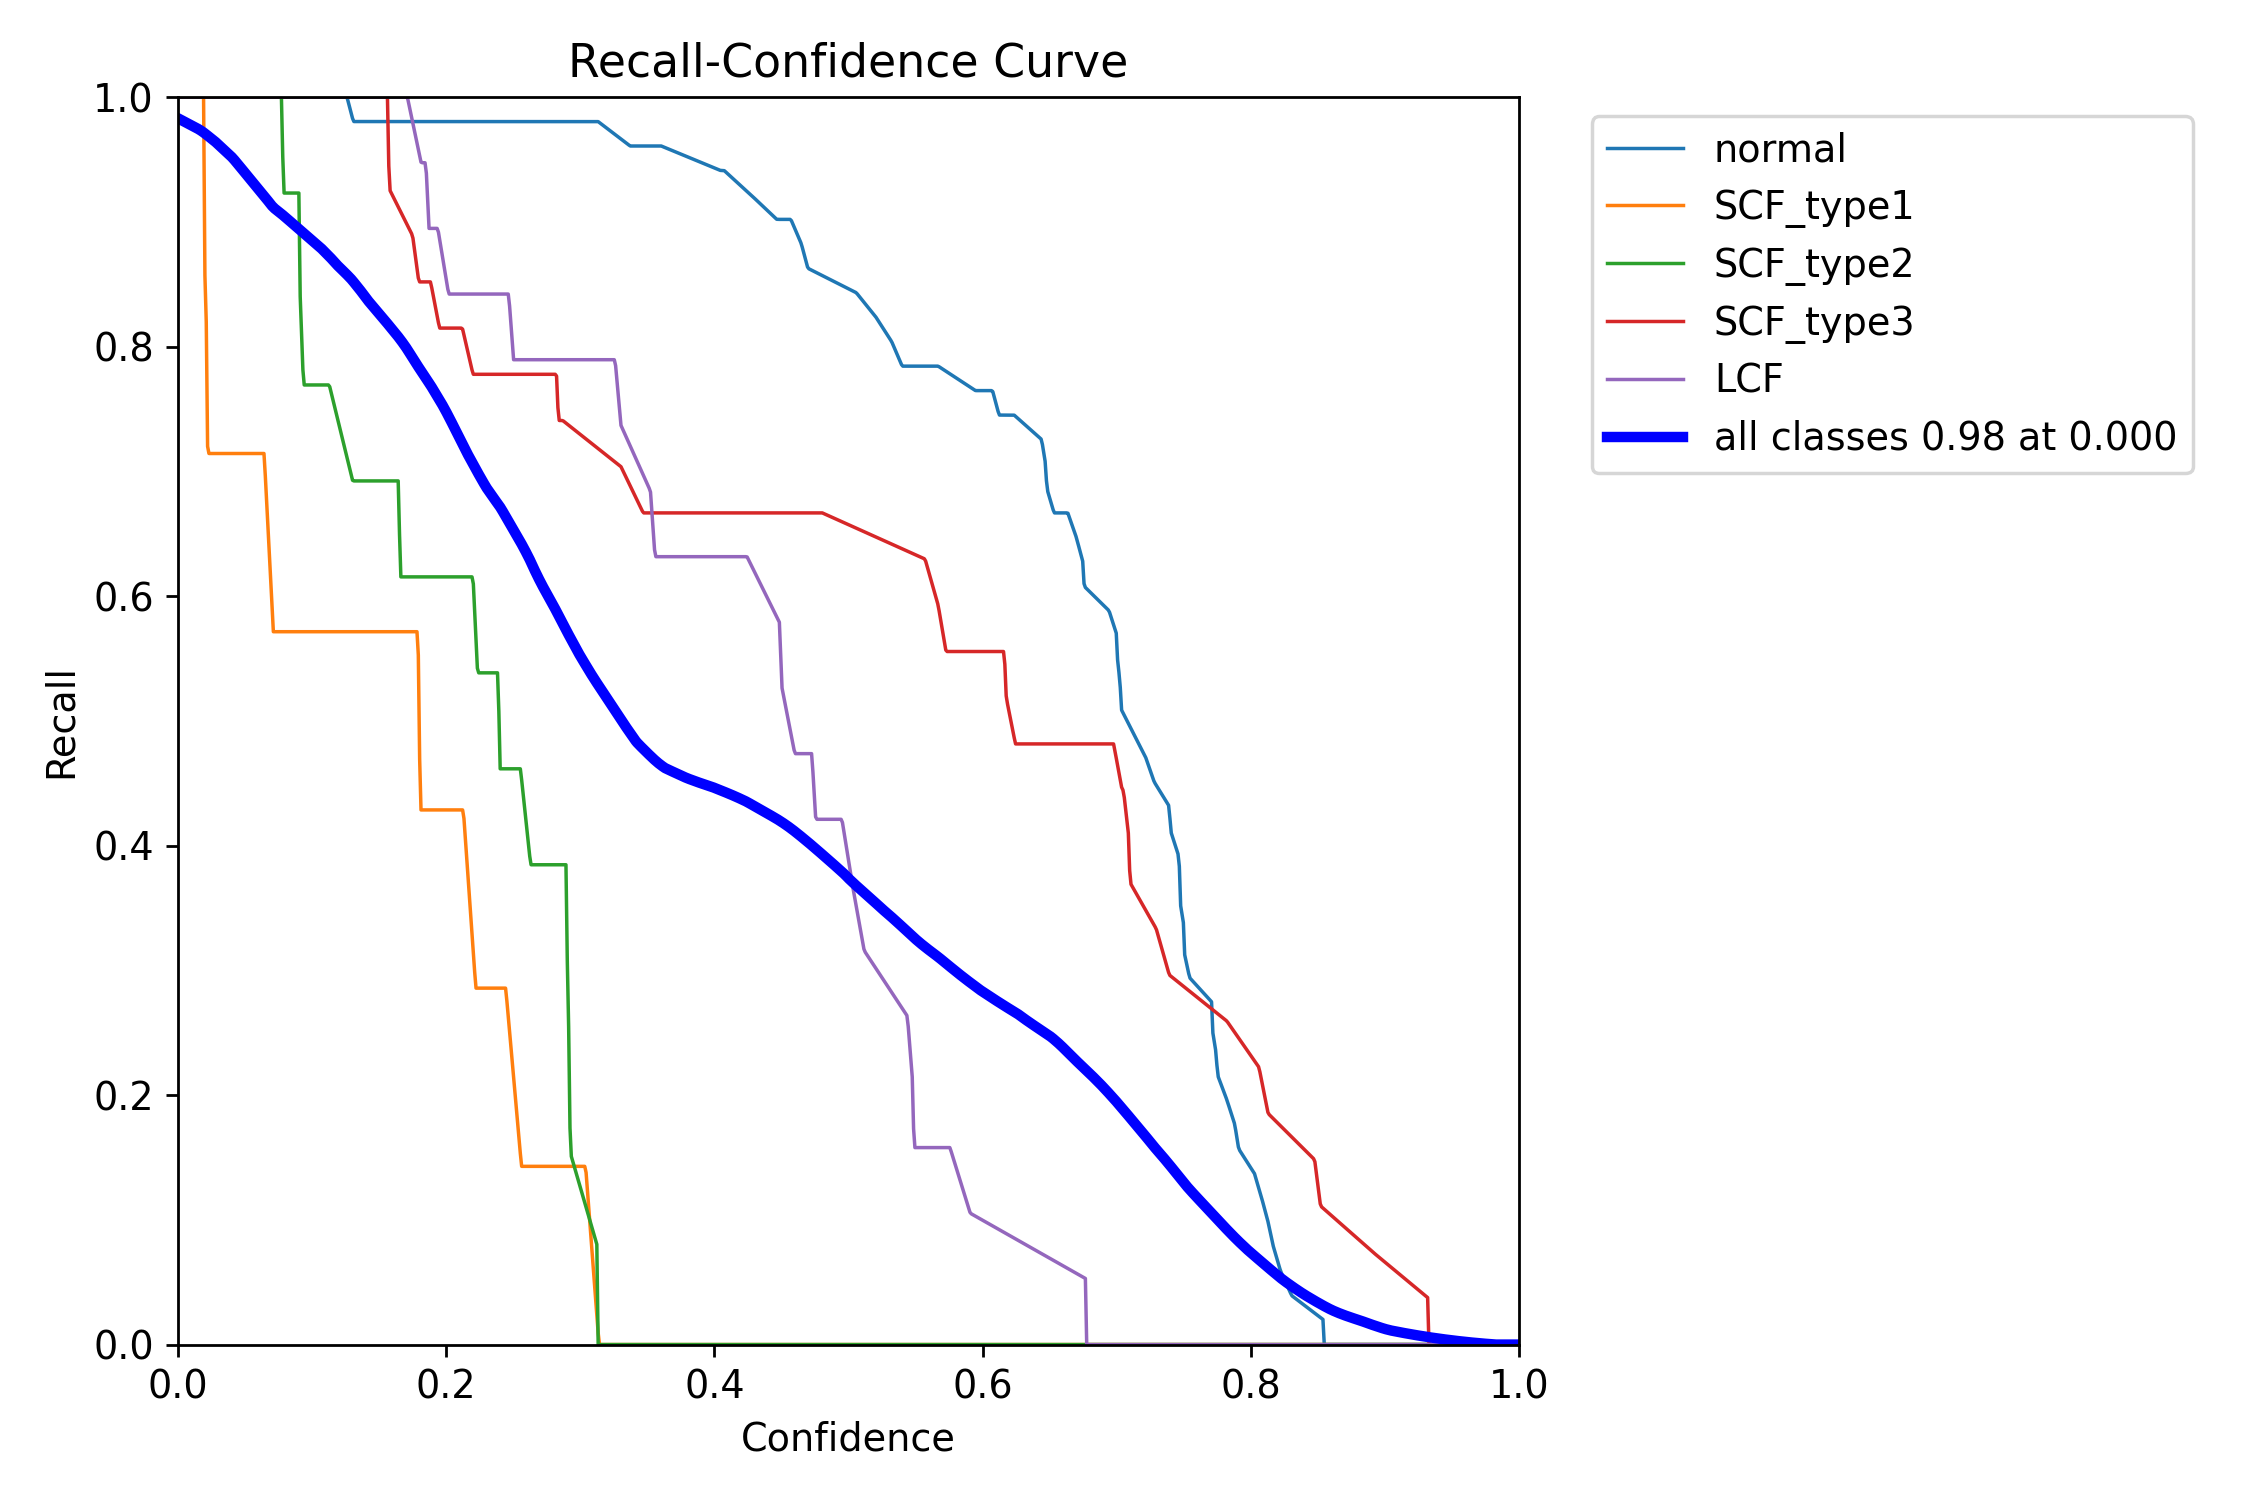 Recall-Confidence Curve
1.0
0.8
0.6
0.4
0.2
0.0
Recall
0.0 0.2 0.4 0.6 0.8 1.0
Confidence
normal
SCF_type1
SCF_type2
SCF_type3
LCF
all classes 0.98 at 0.000